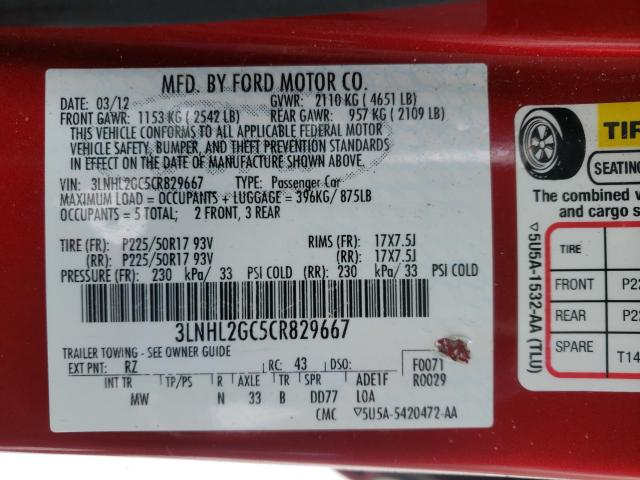 MFD. BY FORD MOTOR CO.
DATE: 03/12 GVWR: 2110 KG ( 4651 LB)
FRONT GAWR: 1153 KG ( 2542 LB) REAR GAWR: 957 KG ( 2109 LB)
THIS VEHICLE CONFORMS TO ALL APPLICABLE FEDERAL MOTOR
VEHICLE SAFETY, BUMPER, AND THEFT PREVENTION STANDARDS
IN EFFECT ON THE DATE OF MANUFACTURE SHOWN ABOVE.
VIN: 3LNHL2GC5CR829667 TYPE: Passenger Car
MAXIMUM LOAD = OCCUPANTS + LUGGAGE = 396KG/ 875LB
OCCUPANTS = 5 TOTAL; 2 FRONT, 3 REAR
TIRE (FR): P225/50R17 93V RIMS (FR): 17X7.5J
(RR): P225/50R17 93V (RR): 17X7.5J
PRESSURE (FR): 230 kPa/ 33 PSI COLD (RR): 230 kPa/ 33 PSI COLD
3LNHL2GC5CR829667
TRAILER TOWING - SEE OWNER GUIDE
EXT PNT: RZ RC: 43 DSO: F0071
INT TR TP/PS R AXLE TR SPR ADE1F R0029
MW N 33 B DD77 LOA
CMC ▽5U5A-5420472-AA
▽5U5A-1532-AA (TLU)
TIR
SEATING
The combined
and cargo
TIRE
FRONT P22
REAR P22
SPARE T14